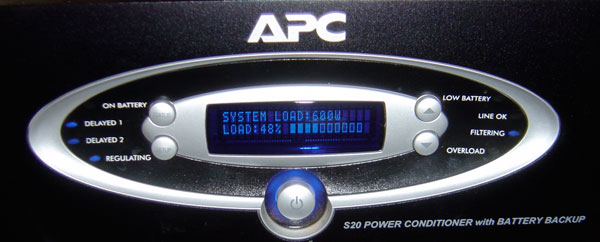 APC
ON BATTERY
DELAYED 1
DELAYED 2
REGULATING
SYSTEM LOAD:600W
LOAD:48%
LOW BATTERY
LINE OK
FILTERING
OVERLOAD
S20 POWER CONDITIONER with BATTERY BACKUP